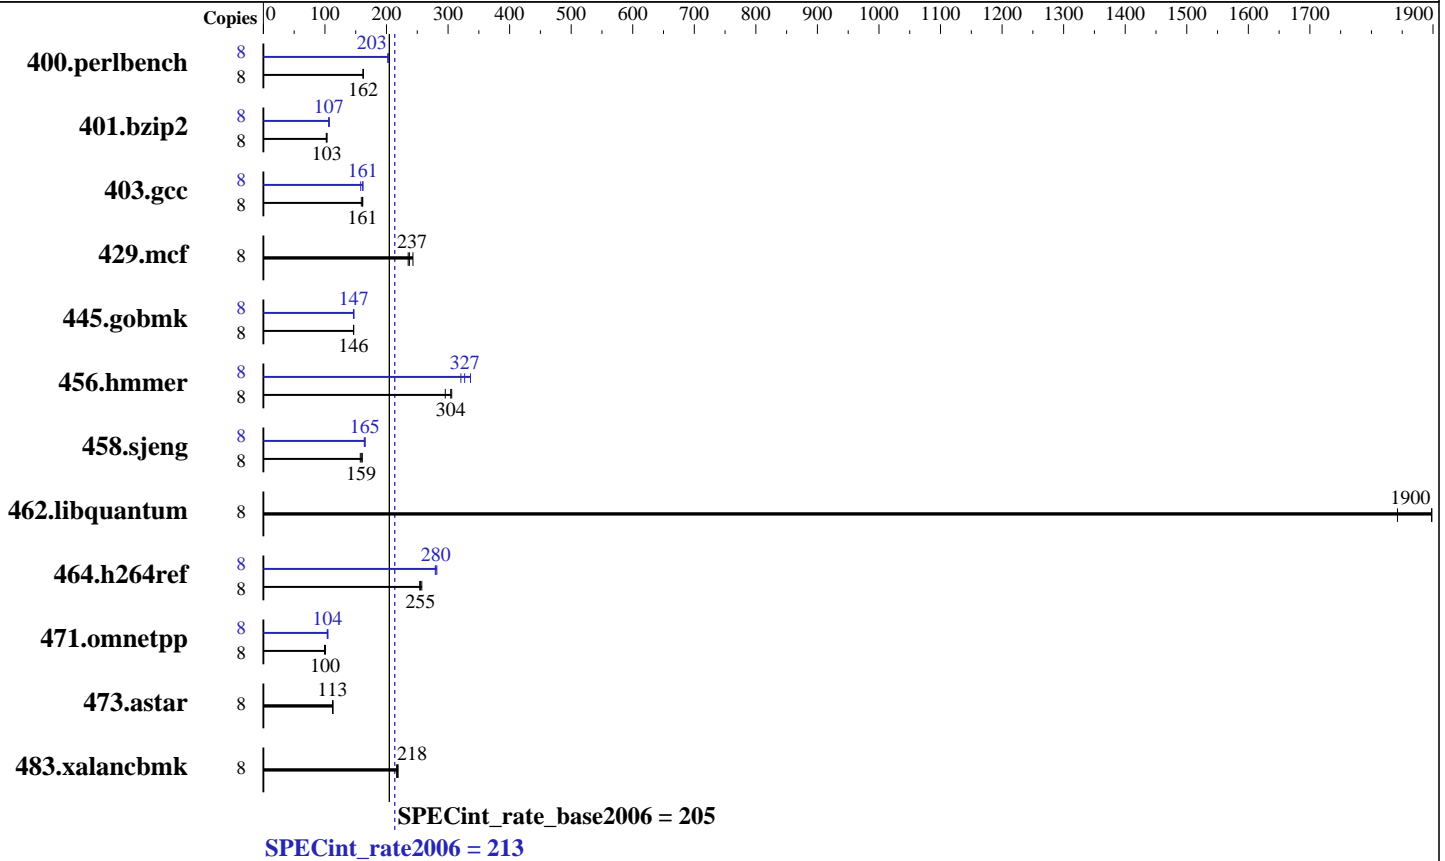 Copies 0 100 200 300 400 500 600 700 800 900 1000 1100 1200 1300 1400 1500 1600 1700 1900
400.perlbench 8 203
8 162
401.bzip2 8 107
8 103
403.gcc 8 161
8 161
429.mcf 8 237
445.gobmk 8 147
8 146
456.hmmer 8 327
8 304
458.sjeng 8 165
8 159
462.libquantum 8 1900
464.h264ref 8 280
8 255
471.omnetpp 8 104
8 100
473.astar 8 113
483.xalancbmk 8 218
SPECint_rate_base2006 = 205
SPECint_rate2006 = 213